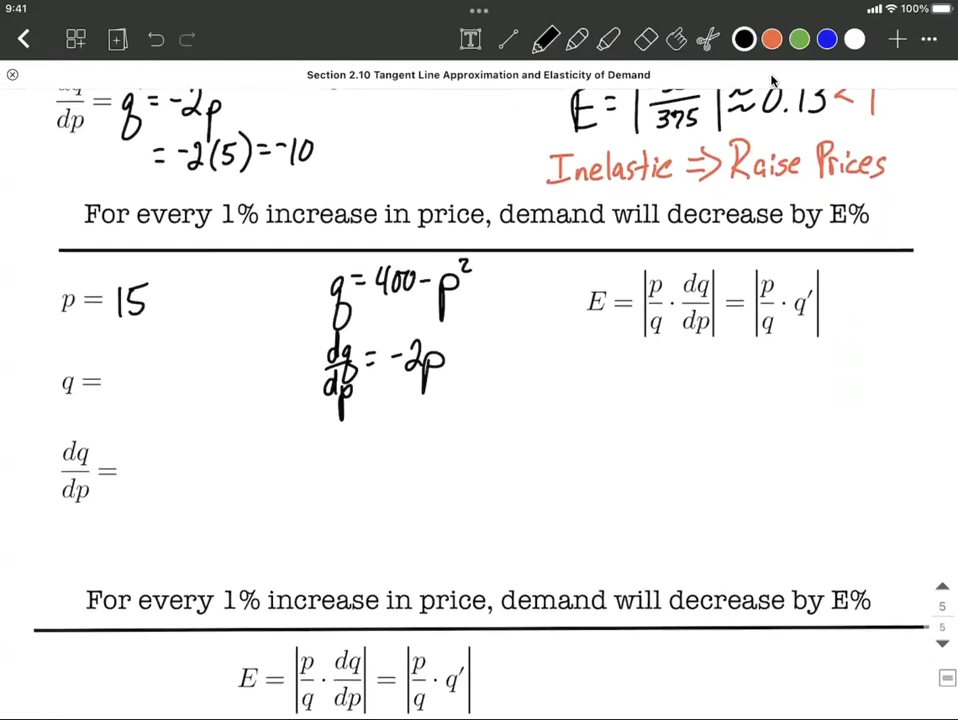 9:41
100%
Section 2.10 Tangent Line Approximation and Elasticity of Demand
dq/dp = q = -2p
= -2(5) = -10
E = | /375 | ≈ 0.13 < 1
Inelastic => Raise Prices
For every 1% increase in price, demand will decrease by E%
p = 15
q = 400 - p²
E = |p/q · dq/dp| = |p/q · q′|
dq/dp = -2p
q =
dq/dp =
For every 1% increase in price, demand will decrease by E%
5
5
E = |p/q · dq/dp| = |p/q · q′|